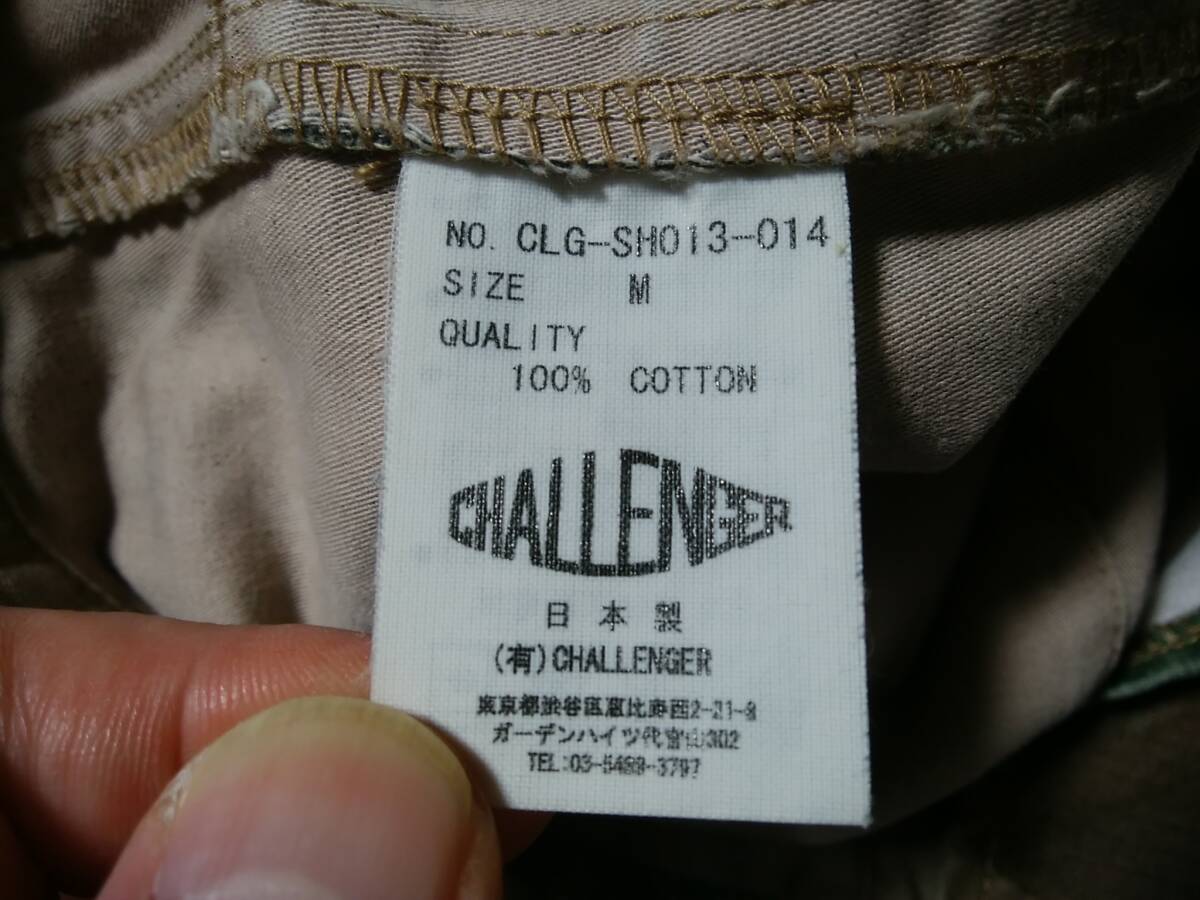 NO. CLG-SH013-014
SIZE M
QUALITY
100% COTTON
CHALLENGER
日本製
(有)CHALLENGER
東京都渋谷区恵比寿西2-21-8
ガーデンハイツ代官山302
TEL:03-5489-3797